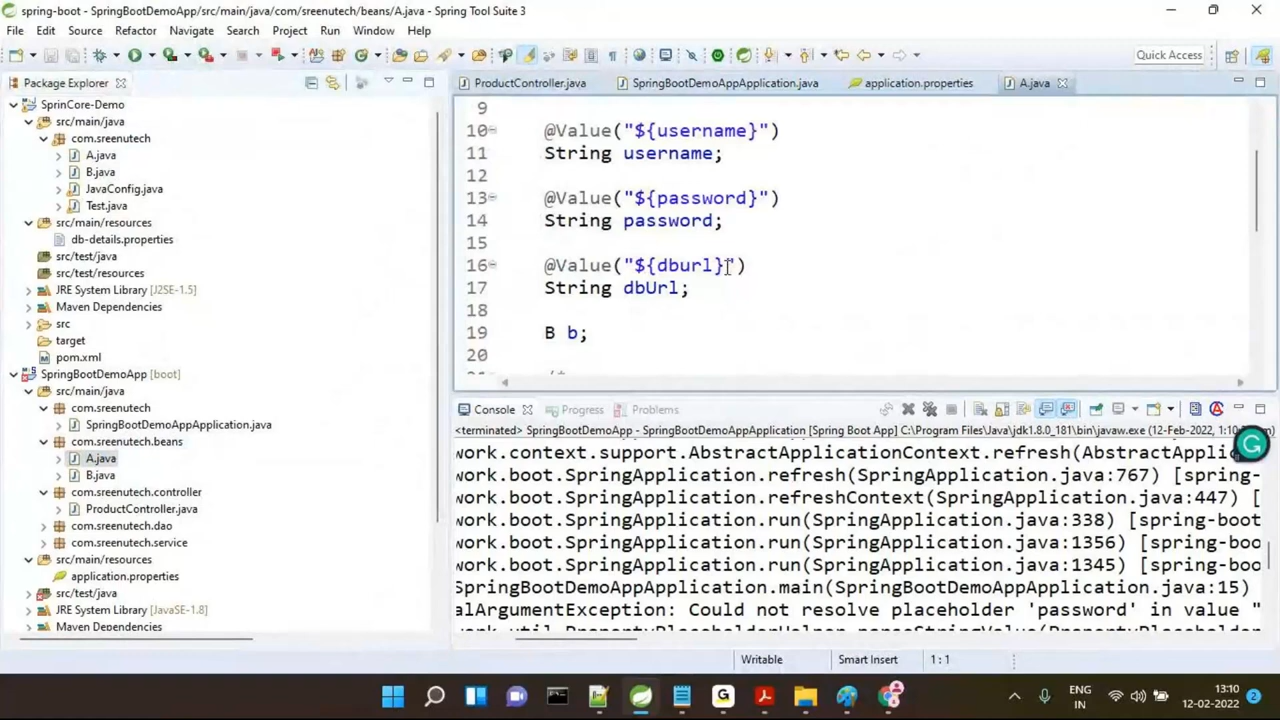 spring-boot - SpringBootDemoApp/src/main/java/com/sreenutech/beans/A.java - Spring Tool Suite 3
File Edit Source Refactor Navigate Search Project Run Window Help
Quick Access
Package Explorer
SprinCore-Demo
src/main/java
com.sreenutech
A.java
B.java
JavaConfig.java
Test.java
src/main/resources
db-details.properties
src/test/java
src/test/resources
JRE System Library [J2SE-1.5]
Maven Dependencies
src
target
pom.xml
SpringBootDemoApp [boot]
src/main/java
com.sreenutech
SpringBootDemoAppApplication.java
com.sreenutech.beans
A.java
B.java
com.sreenutech.controller
ProductController.java
com.sreenutech.dao
com.sreenutech.service
src/main/resources
application.properties
src/test/java
JRE System Library [JavaSE-1.8]
Maven Dependencies
ProductController.java SpringBootDemoAppApplication.java application.properties A.java
9
10 @Value("${username}")
11 String username;
12
13 @Value("${password}")
14 String password;
15
16 @Value("${dburl}")
17 String dbUrl;
18
19 B b;
20
Console Progress Problems
<terminated> SpringBootDemoApp - SpringBootDemoAppApplication [Spring Boot App] C:\Program Files\Java\jdk1.8.0_181\bin\javaw.exe (12-Feb-2022, 1:10
work.context.support.AbstractApplicationContext.refresh(AbstractApplic
work.boot.SpringApplication.refresh(SpringApplication.java:767) [spring-
work.boot.SpringApplication.refreshContext(SpringApplication.java:447) [
work.boot.SpringApplication.run(SpringApplication.java:338) [spring-boot
work.boot.SpringApplication.run(SpringApplication.java:1356) [spring-boo
work.boot.SpringApplication.run(SpringApplication.java:1345) [spring-boo
SpringBootDemoAppApplication.main(SpringBootDemoAppApplication.java:15)
alArgumentException: Could not resolve placeholder 'password' in value "
work.util.PropertyPlaceholderHelper.parseStringValue(PropertyPlaceholder
Writable Smart Insert 1 : 1
ENG
IN
13:10
12-02-2022
2